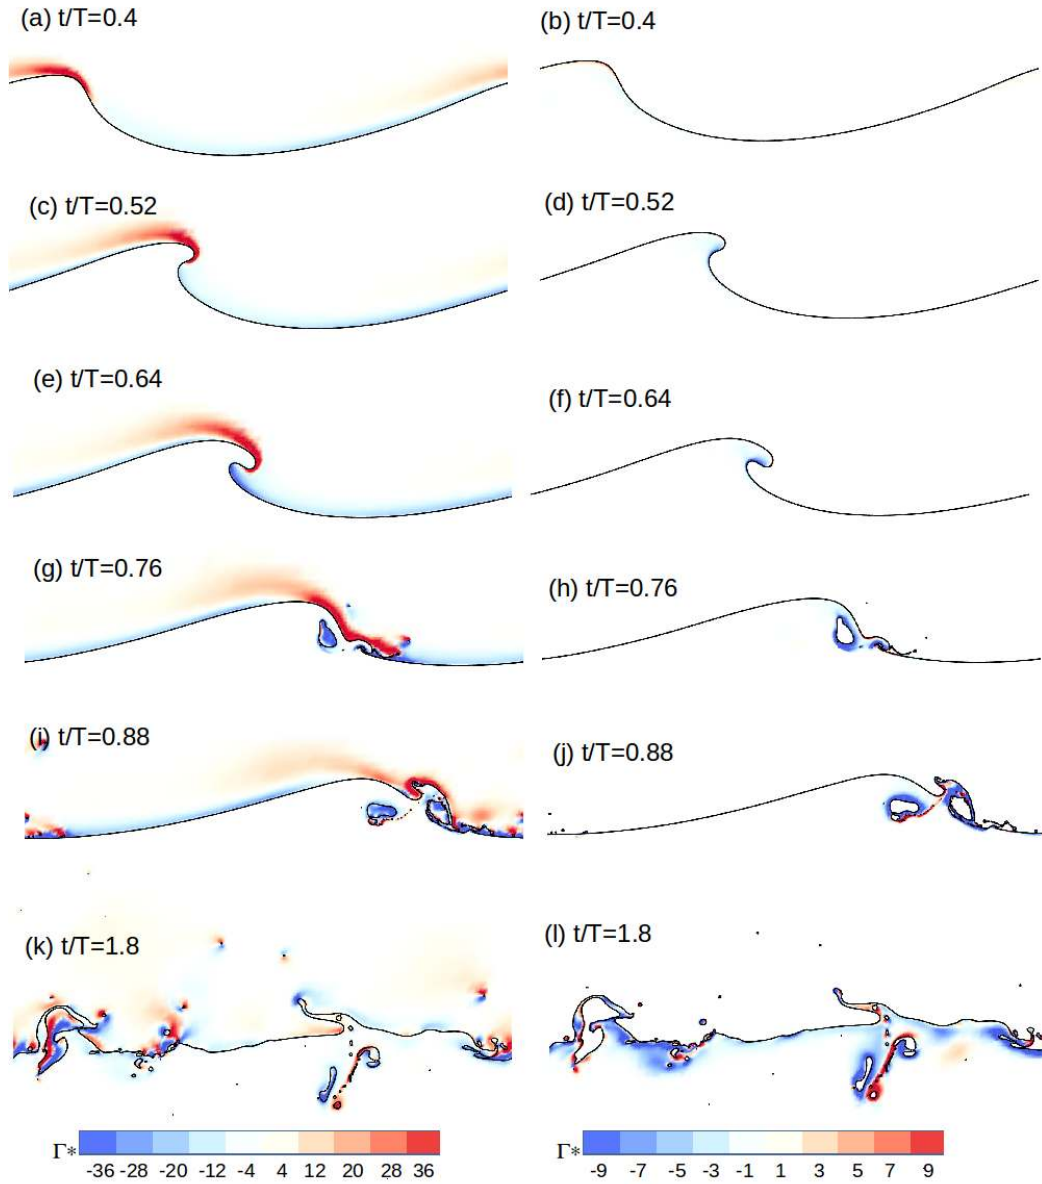 (a) t/T=0.4
(b) t/T=0.4
(c) t/T=0.52
(d) t/T=0.52
(e) t/T=0.64
(f) t/T=0.64
(g) t/T=0.76
(h) t/T=0.76
(i) t/T=0.88
(j) t/T=0.88
(k) t/T=1.8
(l) t/T=1.8
Γ*
-36 -28 -20 -12 -4 4 12 20 28 36
Γ*
-9 -7 -5 -3 -1 1 3 5 7 9